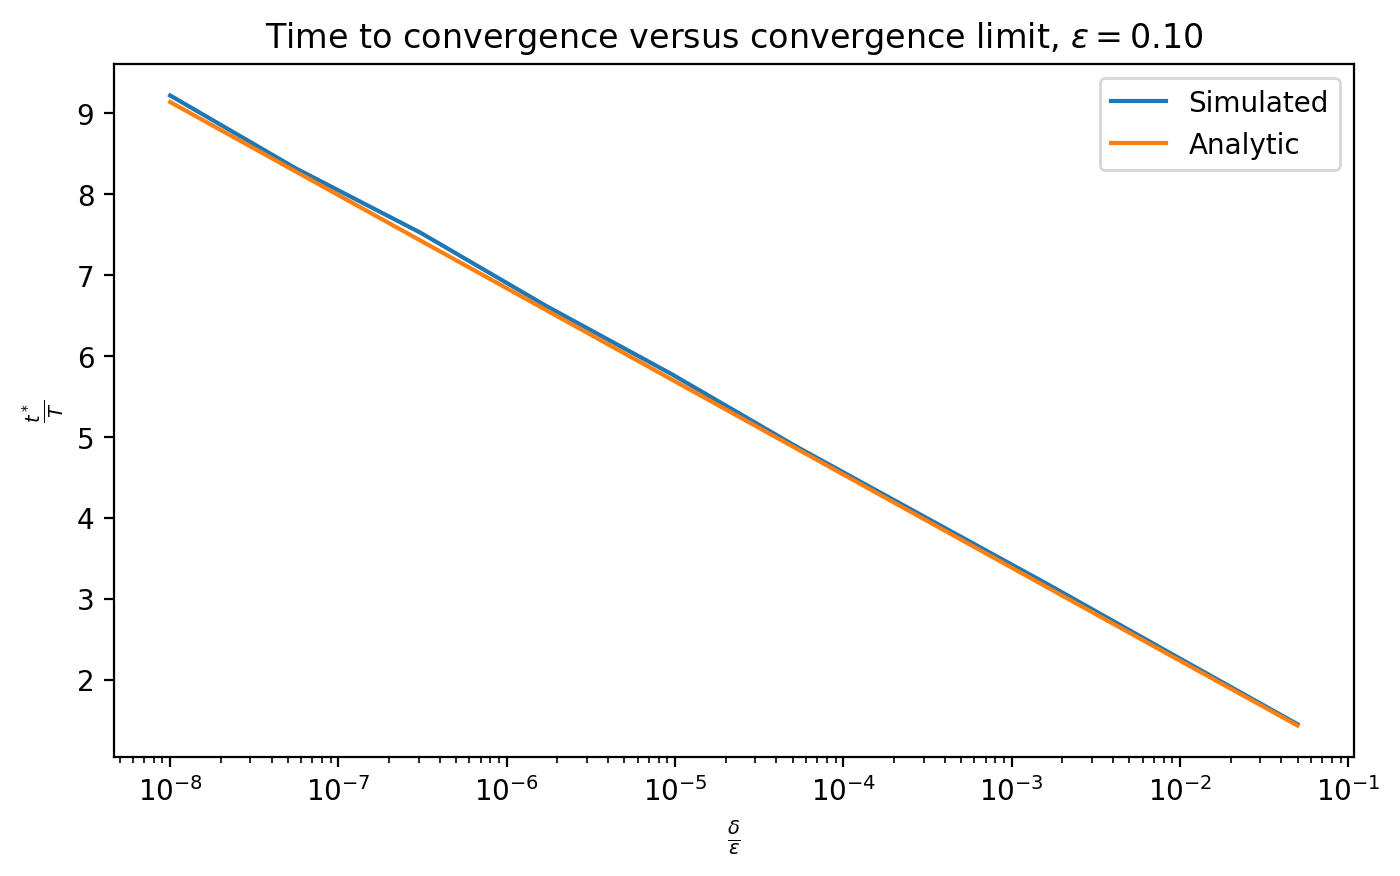 Time to convergence versus convergence limit, ε = 0.10
Simulated
Analytic
9
8
7
6
5
4
3
2
t*/T
10⁻⁸ 10⁻⁷ 10⁻⁶ 10⁻⁵ 10⁻⁴ 10⁻³ 10⁻² 10⁻¹
δ/ε